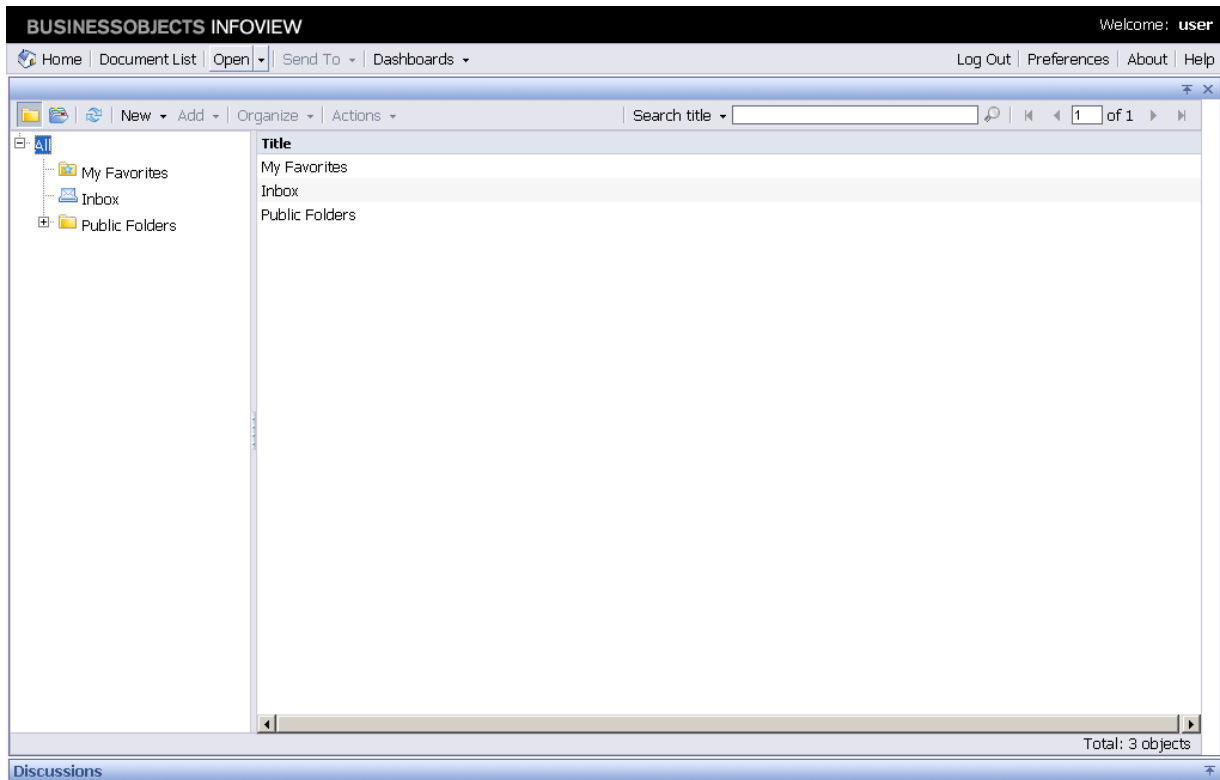 BUSINESSOBJECTS INFOVIEW Welcome: user
Home Document List Open Send To Dashboards Log Out Preferences About Help
New Add Organize Actions Search title 1 of 1
All
My Favorites
Inbox
Public Folders
Title
My Favorites
Inbox
Public Folders
Total: 3 objects
Discussions